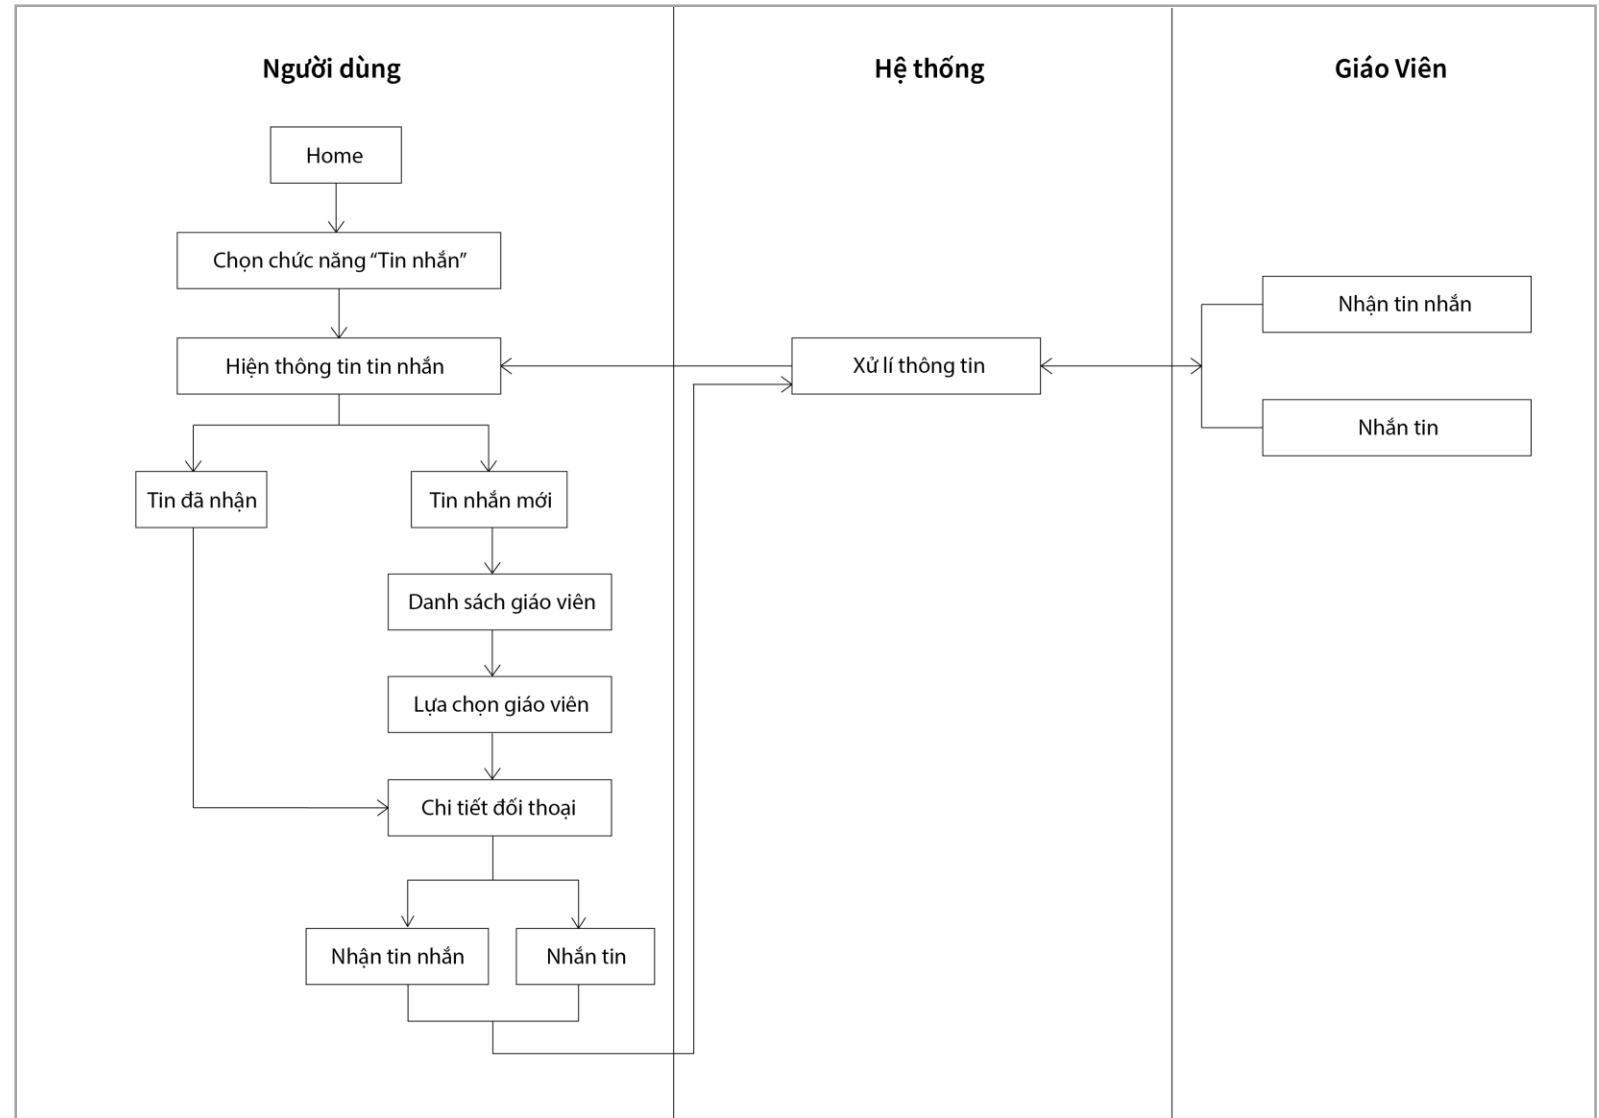 Người dùng
Hệ thống
Giáo Viên
Home
Chọn chức năng “Tin nhắn”
Hiện thông tin tin nhắn
Xử lí thông tin
Nhận tin nhắn
Nhắn tin
Tin đã nhận
Tin nhắn mới
Danh sách giáo viên
Lựa chọn giáo viên
Chi tiết đối thoại
Nhận tin nhắn
Nhắn tin